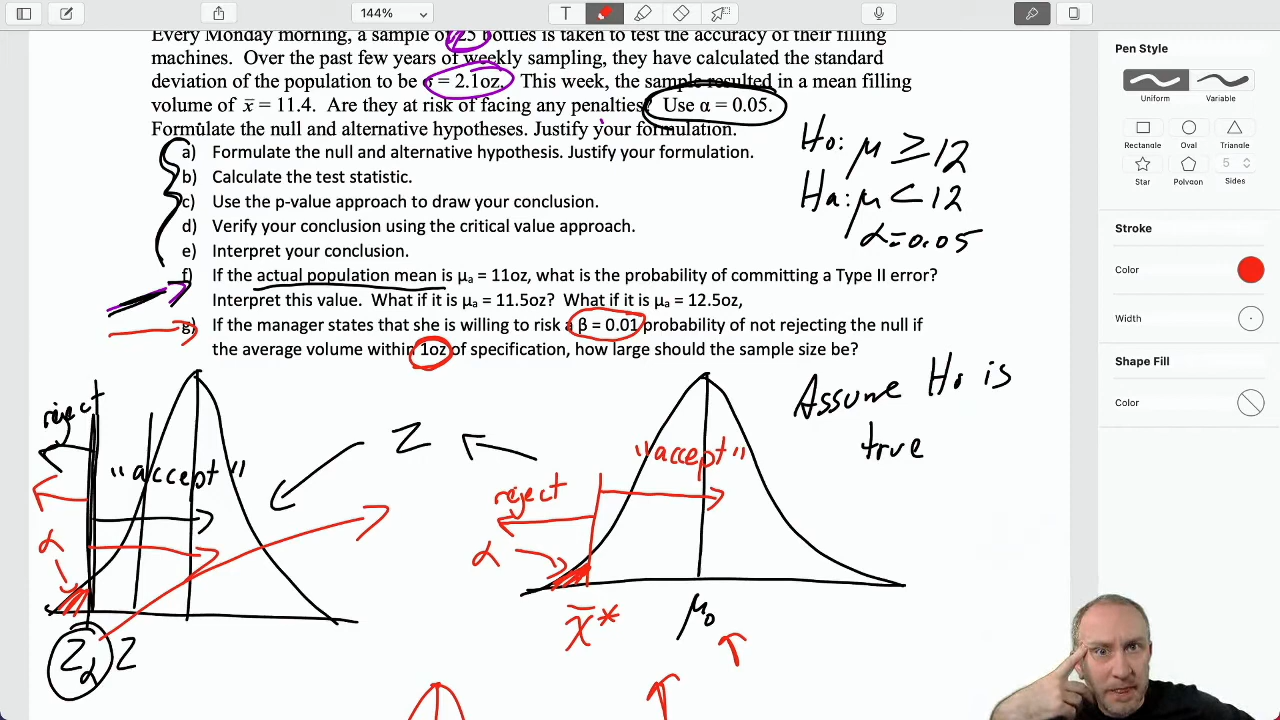 144%
T
Every Monday morning, a sample of 25 bottles is taken to test the accuracy of their filling
machines. Over the past few years of weekly sampling, they have calculated the standard
deviation of the population to be = 2.1oz. This week, the sample resulted in a mean filling
volume of x̄ = 11.4. Are they at risk of facing any penalties? Use α = 0.05.
Formulate the null and alternative hypotheses. Justify your formulation.
a) Formulate the null and alternative hypothesis. Justify your formulation.
b) Calculate the test statistic.
c) Use the p-value approach to draw your conclusion.
d) Verify your conclusion using the critical value approach.
e) Interpret your conclusion.
f) If the actual population mean is μₐ = 11oz, what is the probability of committing a Type II error?
Interpret this value. What if it is μₐ = 11.5oz? What if it is μₐ = 12.5oz,
g) If the manager states that she is willing to risk a β = 0.01 probability of not rejecting the null if
the average volume within 1oz of specification, how large should the sample size be?
Ho: μ ≥ 12
Ha: μ < 12
α = 0.05
Assume Ho is
true
reject
"accept"
α
Zα Z
Z
"accept"
reject
α
x̄*
μ₀
Pen Style
Uniform
Variable
Rectangle
Oval
Triangle
Star
Polygon
5
Sides
Stroke
Color
Width
Shape Fill
Color